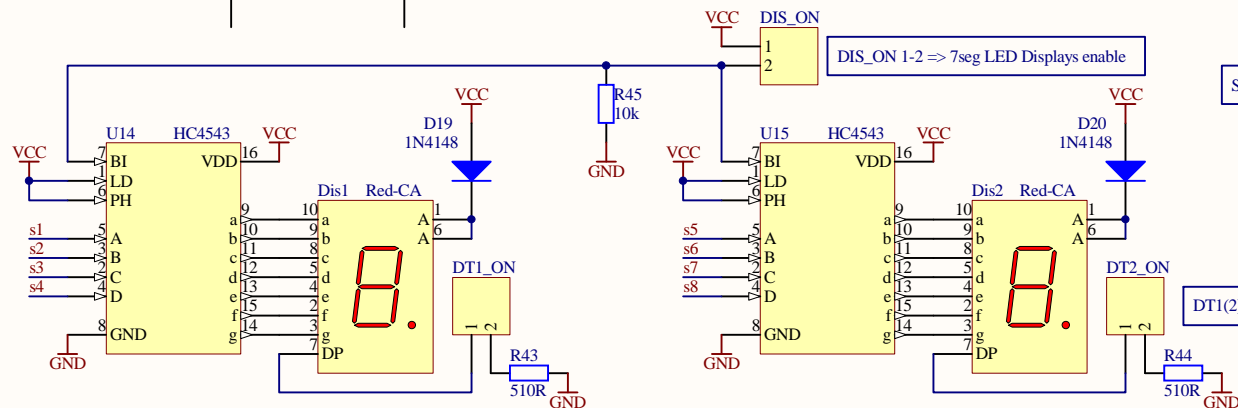 VCC
DIS_ON
1
2
DIS_ON 1-2 => 7seg LED Displays enable
S
R45
10k
GND
U14 HC4543
VCC
VCC
7 BI
1 LD
6 PH
VDD 16
s1 5 A
s2 3 B
s3 2 C
s4 4 D
8 GND
GND
9 a
10 b
11 c
12 d
13 e
15 f
14 g
VCC
D19
1N4148
Dis1 Red-CA
10 a
9 b
8 c
5 d
4 e
2 f
3 g
7 DP
A 1
A 6
DT1_ON
1 2
R43
510R
GND
U15 HC4543
VCC
VCC
7 BI
1 LD
6 PH
VDD 16
s5 5 A
s6 3 B
s7 2 C
s8 4 D
8 GND
GND
9 a
10 b
11 c
12 d
13 e
15 f
14 g
VCC
D20
1N4148
Dis2 Red-CA
10 a
9 b
8 c
5 d
4 e
2 f
3 g
7 DP
A 1
A 6
DT2_ON
1 2
DT1(2
R44
510R
GND